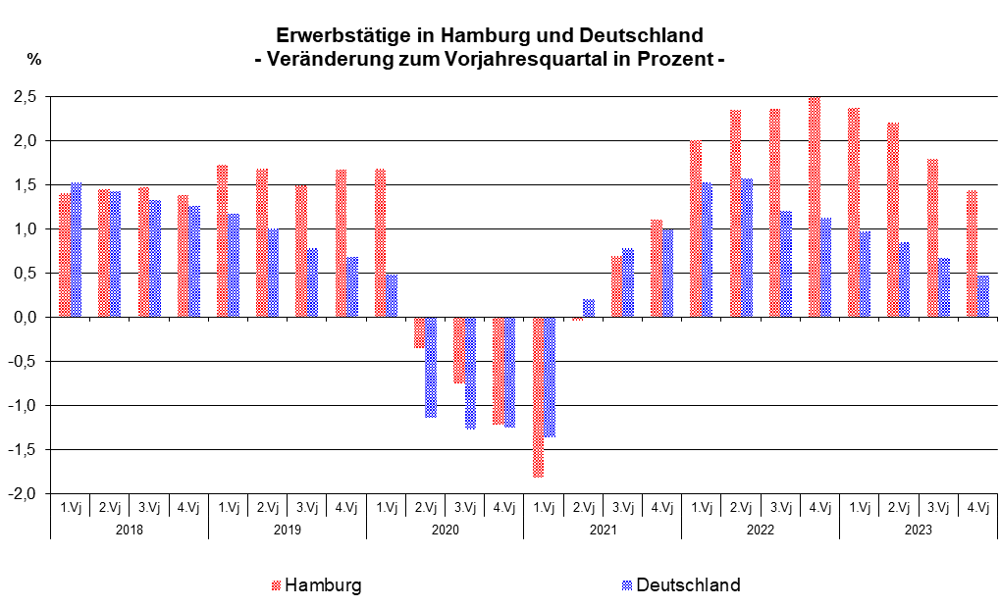 Erwerbstätige in Hamburg und Deutschland
- Veränderung zum Vorjahresquartal in Prozent -
%
2,5
2,0
1,5
1,0
0,5
0,0
-0,5
-1,0
-1,5
-2,0
1.Vj 2.Vj 3.Vj 4.Vj 1.Vj 2.Vj 3.Vj 4.Vj 1.Vj 2.Vj 3.Vj 4.Vj 1.Vj 2.Vj 3.Vj 4.Vj 1.Vj 2.Vj 3.Vj 4.Vj 1.Vj 2.Vj 3.Vj 4.Vj
2018 2019 2020 2021 2022 2023
Hamburg Deutschland